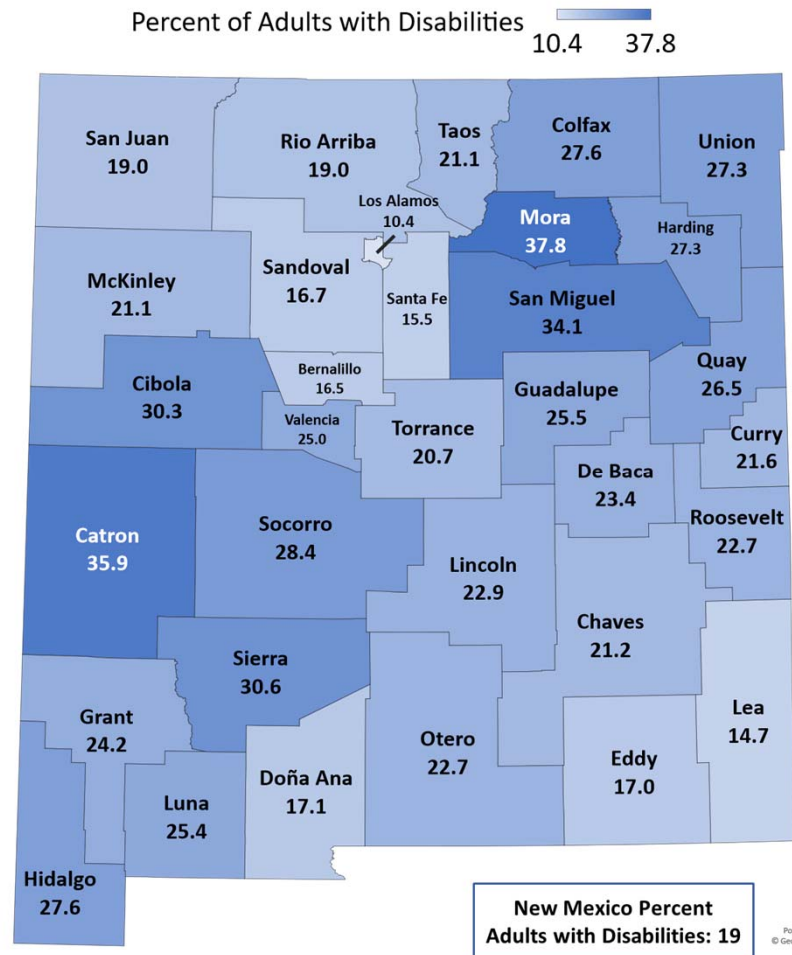 Percent of Adults with Disabilities
10.4 37.8
San Juan
19.0
Rio Arriba
19.0
Taos
21.1
Colfax
27.6
Union
27.3
Los Alamos
10.4
Mora
37.8
Harding
27.3
McKinley
21.1
Sandoval
16.7
Santa Fe
15.5
San Miguel
34.1
Quay
26.5
Cibola
30.3
Bernalillo
16.5
Guadalupe
25.5
Valencia
25.0
Torrance
20.7
Curry
21.6
De Baca
23.4
Roosevelt
22.7
Catron
35.9
Socorro
28.4
Lincoln
22.9
Chaves
21.2
Sierra
30.6
Lea
14.7
Grant
24.2
Otero
22.7
Eddy
17.0
Doña Ana
17.1
Luna
25.4
Hidalgo
27.6
New Mexico Percent
Adults with Disabilities: 19
©